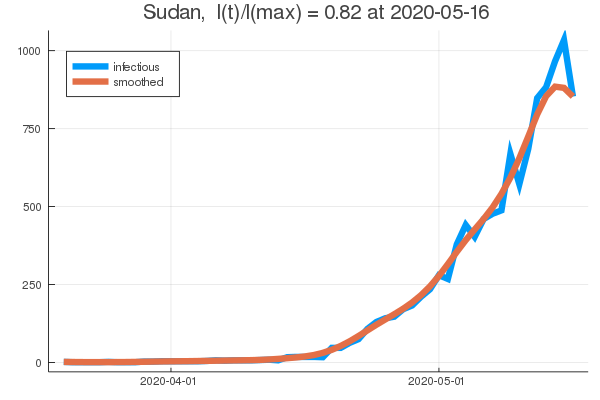 Sudan, I(t)/I(max) = 0.82 at 2020-05-16
1000
infectious
smoothed
750
500
250
0
2020-04-01 2020-05-01